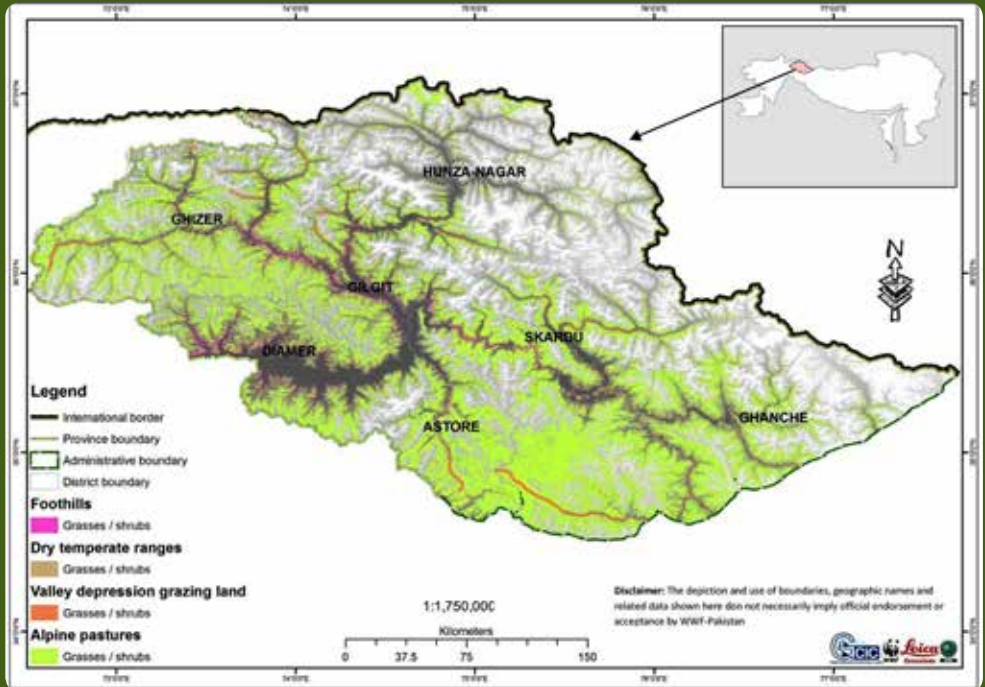 HUNZA-NAGAR
GHIZER
GILGIT
SKARDU
DIAMER
GHANCHE
ASTORE
N
Legend
International border
Province boundary
Administrative boundary
District boundary
Foothills
Grasses / shrubs
Dry temperate ranges
Grasses / shrubs
Valley depression grazing land
Grasses / shrubs
Alpine pastures
Grasses / shrubs
1:1,750,000
Kilometers
0 37.5 75 150
Disclaimer: The depiction and use of boundaries, geographic names and
related data shown here don not necessarily imply official endorsement or
acceptance by WWF-Pakistan
WWF
Leica